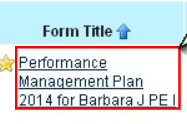 Form Title
Performance
Management Plan
2014 for Barbara J PE I